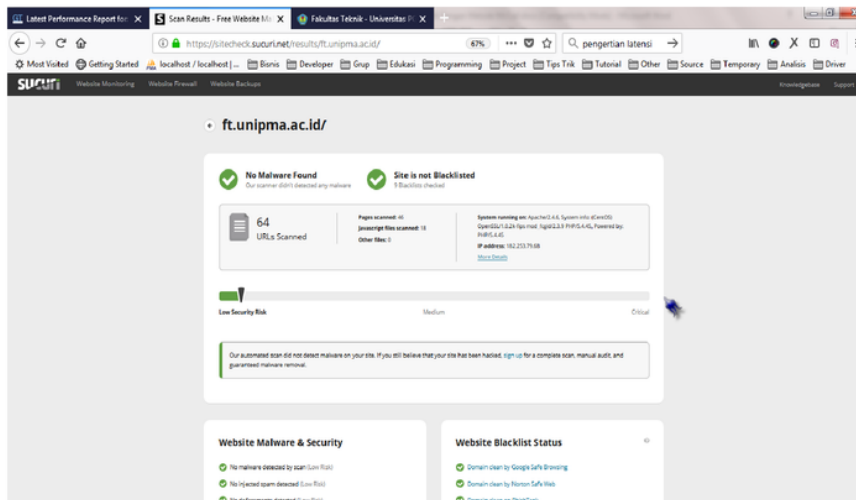 Latest Performance Report for
Scan Results - Free Website Ma
Fakultas Teknik - Universitas PG
https://sitecheck.sucuri.net/results/ft.unipma.ac.id/
67%
pengertian latensi
Most Visited
Getting Started
localhost / localhost | ...
Bisnis
Developer
Grup
Edukasi
Programming
Project
Tips Trik
Tutorial
Other
Source
Temporary
Analisis
Driver
SUCURi
Website Monitoring
Website Firewall
Website Backups
Knowledgebase
Support
ft.unipma.ac.id/
No Malware Found
Our scanner didn't detected any malware
Site is not Blacklisted
9 Blacklists checked
64
URLs Scanned
Pages scanned: 46
Javascript files scanned: 18
Other files: 0
System running on: Apache/2.4.6, System info: (CentOS)
PHP/5.4.45
IP address:
More Details
Low Security Risk
Medium
Critical
Our automated scan did not detect malware on your site. If you still believe that your site has been hacked, sign up for a complete scan, manual audit, and
guaranteed malware removal.
Website Malware & Security
No malware detected by scan (Low Risk)
No injected spam detected (Low Risk)
Website Blacklist Status
Domain clean by Google Safe Browsing
Domain clean by Norton Safe Web